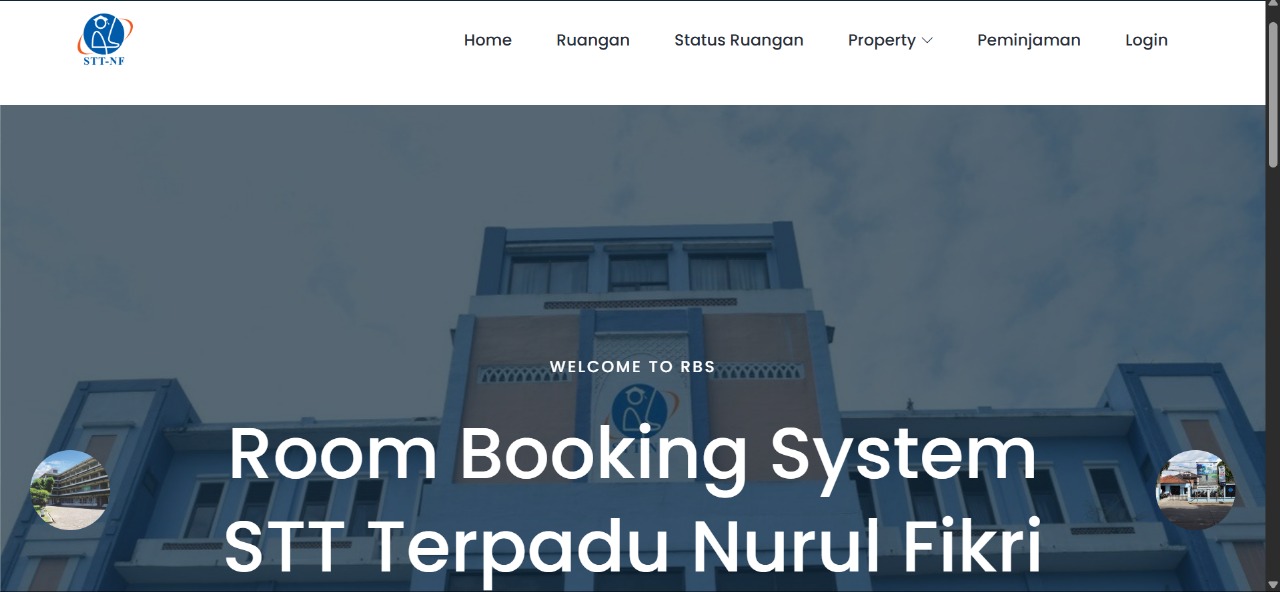 STT-NF
Home
Ruangan
Status Ruangan
Property
Peminjaman
Login
WELCOME TO RBS
Room Booking System
STT Terpadu Nurul Fikri